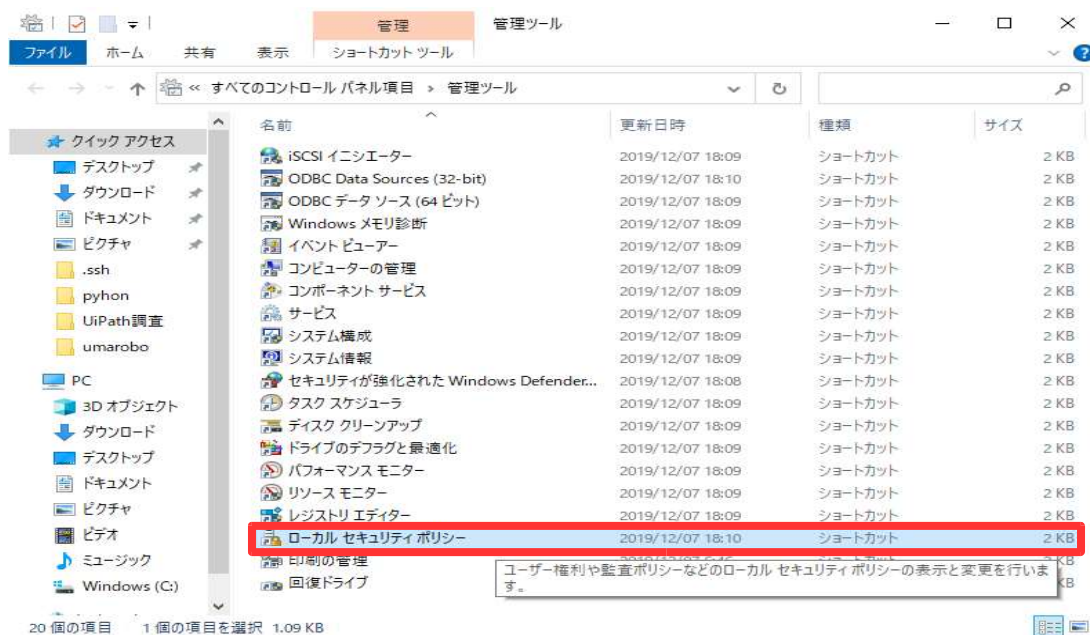 管理
管理ツール
ファイル ホーム 共有 表示 ショートカット ツール
« すべてのコントロール パネル項目 › 管理ツール
名前 更新日時 種類 サイズ
クイック アクセス
デスクトップ
ダウンロード
ドキュメント
ピクチャ
.ssh
pyhon
UiPath調査
umarobo
PC
3D オブジェクト
ダウンロード
デスクトップ
ドキュメント
ピクチャ
ビデオ
ミュージック
Windows (C:)
iSCSI イニシエーター 2019/12/07 18:09 ショートカット 2 KB
ODBC Data Sources (32-bit) 2019/12/07 18:10 ショートカット 2 KB
ODBC データ ソース (64 ビット) 2019/12/07 18:09 ショートカット 2 KB
Windows メモリ診断 2019/12/07 18:09 ショートカット 2 KB
イベント ビューアー 2019/12/07 18:09 ショートカット 2 KB
コンピューターの管理 2019/12/07 18:09 ショートカット 2 KB
コンポーネント サービス 2019/12/07 18:09 ショートカット 2 KB
サービス 2019/12/07 18:09 ショートカット 2 KB
システム構成 2019/12/07 18:09 ショートカット 2 KB
システム情報 2019/12/07 18:09 ショートカット 2 KB
セキュリティが強化された Windows Defender... 2019/12/07 18:08 ショートカット 2 KB
タスク スケジューラ 2019/12/07 18:09 ショートカット 2 KB
ディスク クリーンアップ 2019/12/07 18:09 ショートカット 2 KB
ドライブのデフラグと最適化 2019/12/07 18:09 ショートカット 2 KB
パフォーマンス モニター 2019/12/07 18:09 ショートカット 2 KB
リソース モニター 2019/12/07 18:09 ショートカット 2 KB
レジストリ エディター 2019/12/07 18:09 ショートカット 2 KB
ローカル セキュリティ ポリシー 2019/12/07 18:10 ショートカット 2 KB
印刷の管理
回復ドライブ
ユーザー権利や監査ポリシーなどのローカル セキュリティ ポリシーの表示と変更を行いま
す。
20 個の項目 1 個の項目を選択 1.09 KB